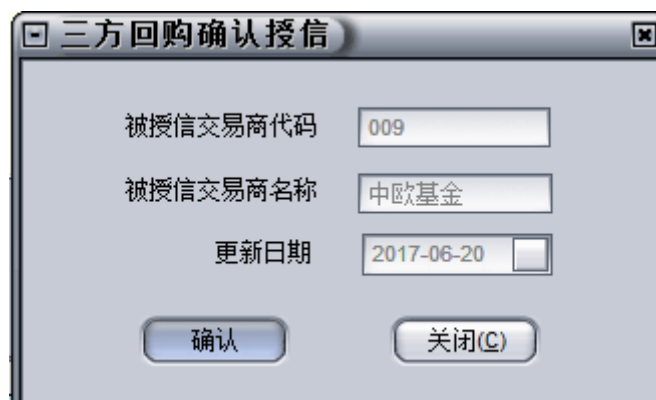 三方回购确认授信
被授信交易商代码 009
被授信交易商名称 中欧基金
更新日期 2017-06-20
确认 关闭(C)